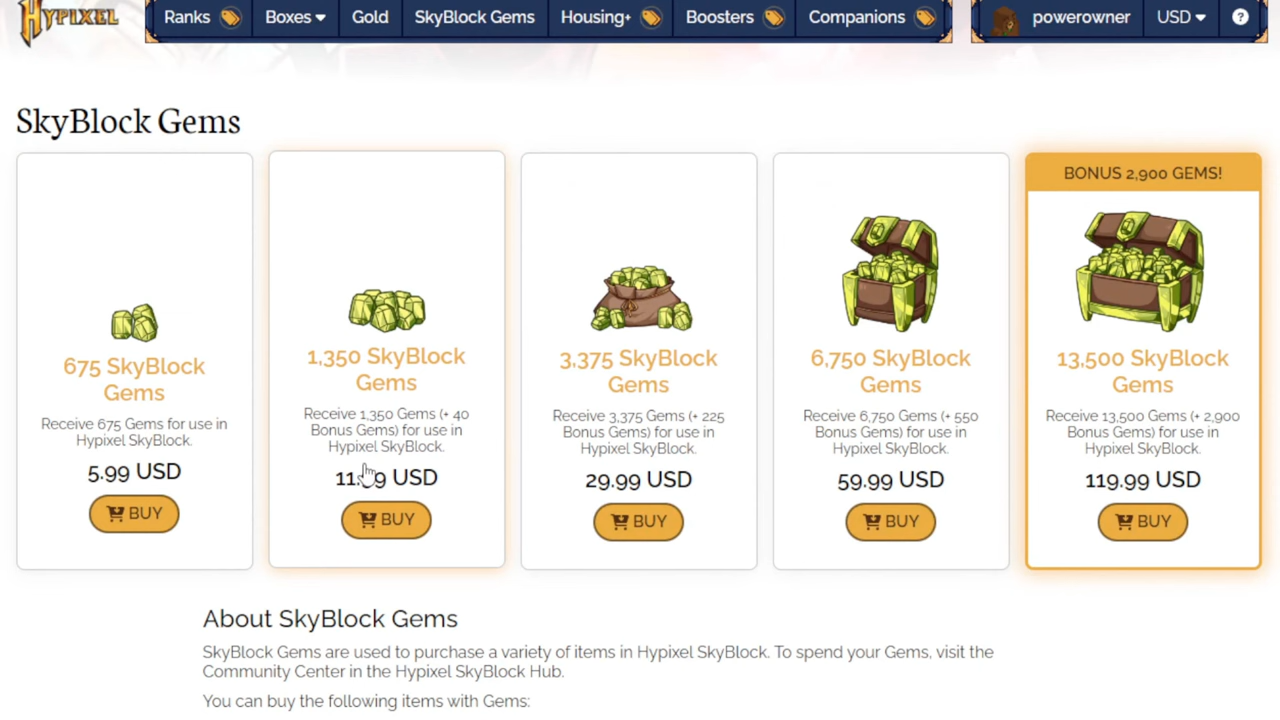 HYPIXEL
Ranks Boxes Gold SkyBlock Gems Housing+ Boosters Companions powerowner USD ?
SkyBlock Gems
675 SkyBlock
Gems
Receive 675 Gems for use in
Hypixel SkyBlock.
5.99 USD
BUY
1,350 SkyBlock
Gems
Receive 1,350 Gems (+ 40
Bonus Gems) for use in
Hypixel SkyBlock.
USD
BUY
3,375 SkyBlock
Gems
Receive 3,375 Gems (+ 225
Bonus Gems) for use in
Hypixel SkyBlock.
29.99 USD
BUY
6,750 SkyBlock
Gems
Receive 6,750 Gems (+ 550
Bonus Gems) for use in
Hypixel SkyBlock.
59.99 USD
BUY
BONUS 2,900 GEMS!
13,500 SkyBlock
Gems
Receive 13,500 Gems (+ 2,900
Bonus Gems) for use in
Hypixel SkyBlock.
119.99 USD
BUY
About SkyBlock Gems
SkyBlock Gems are used to purchase a variety of items in Hypixel SkyBlock. To spend your Gems, visit the
Community Center in the Hypixel SkyBlock Hub.
You can buy the following items with Gems: